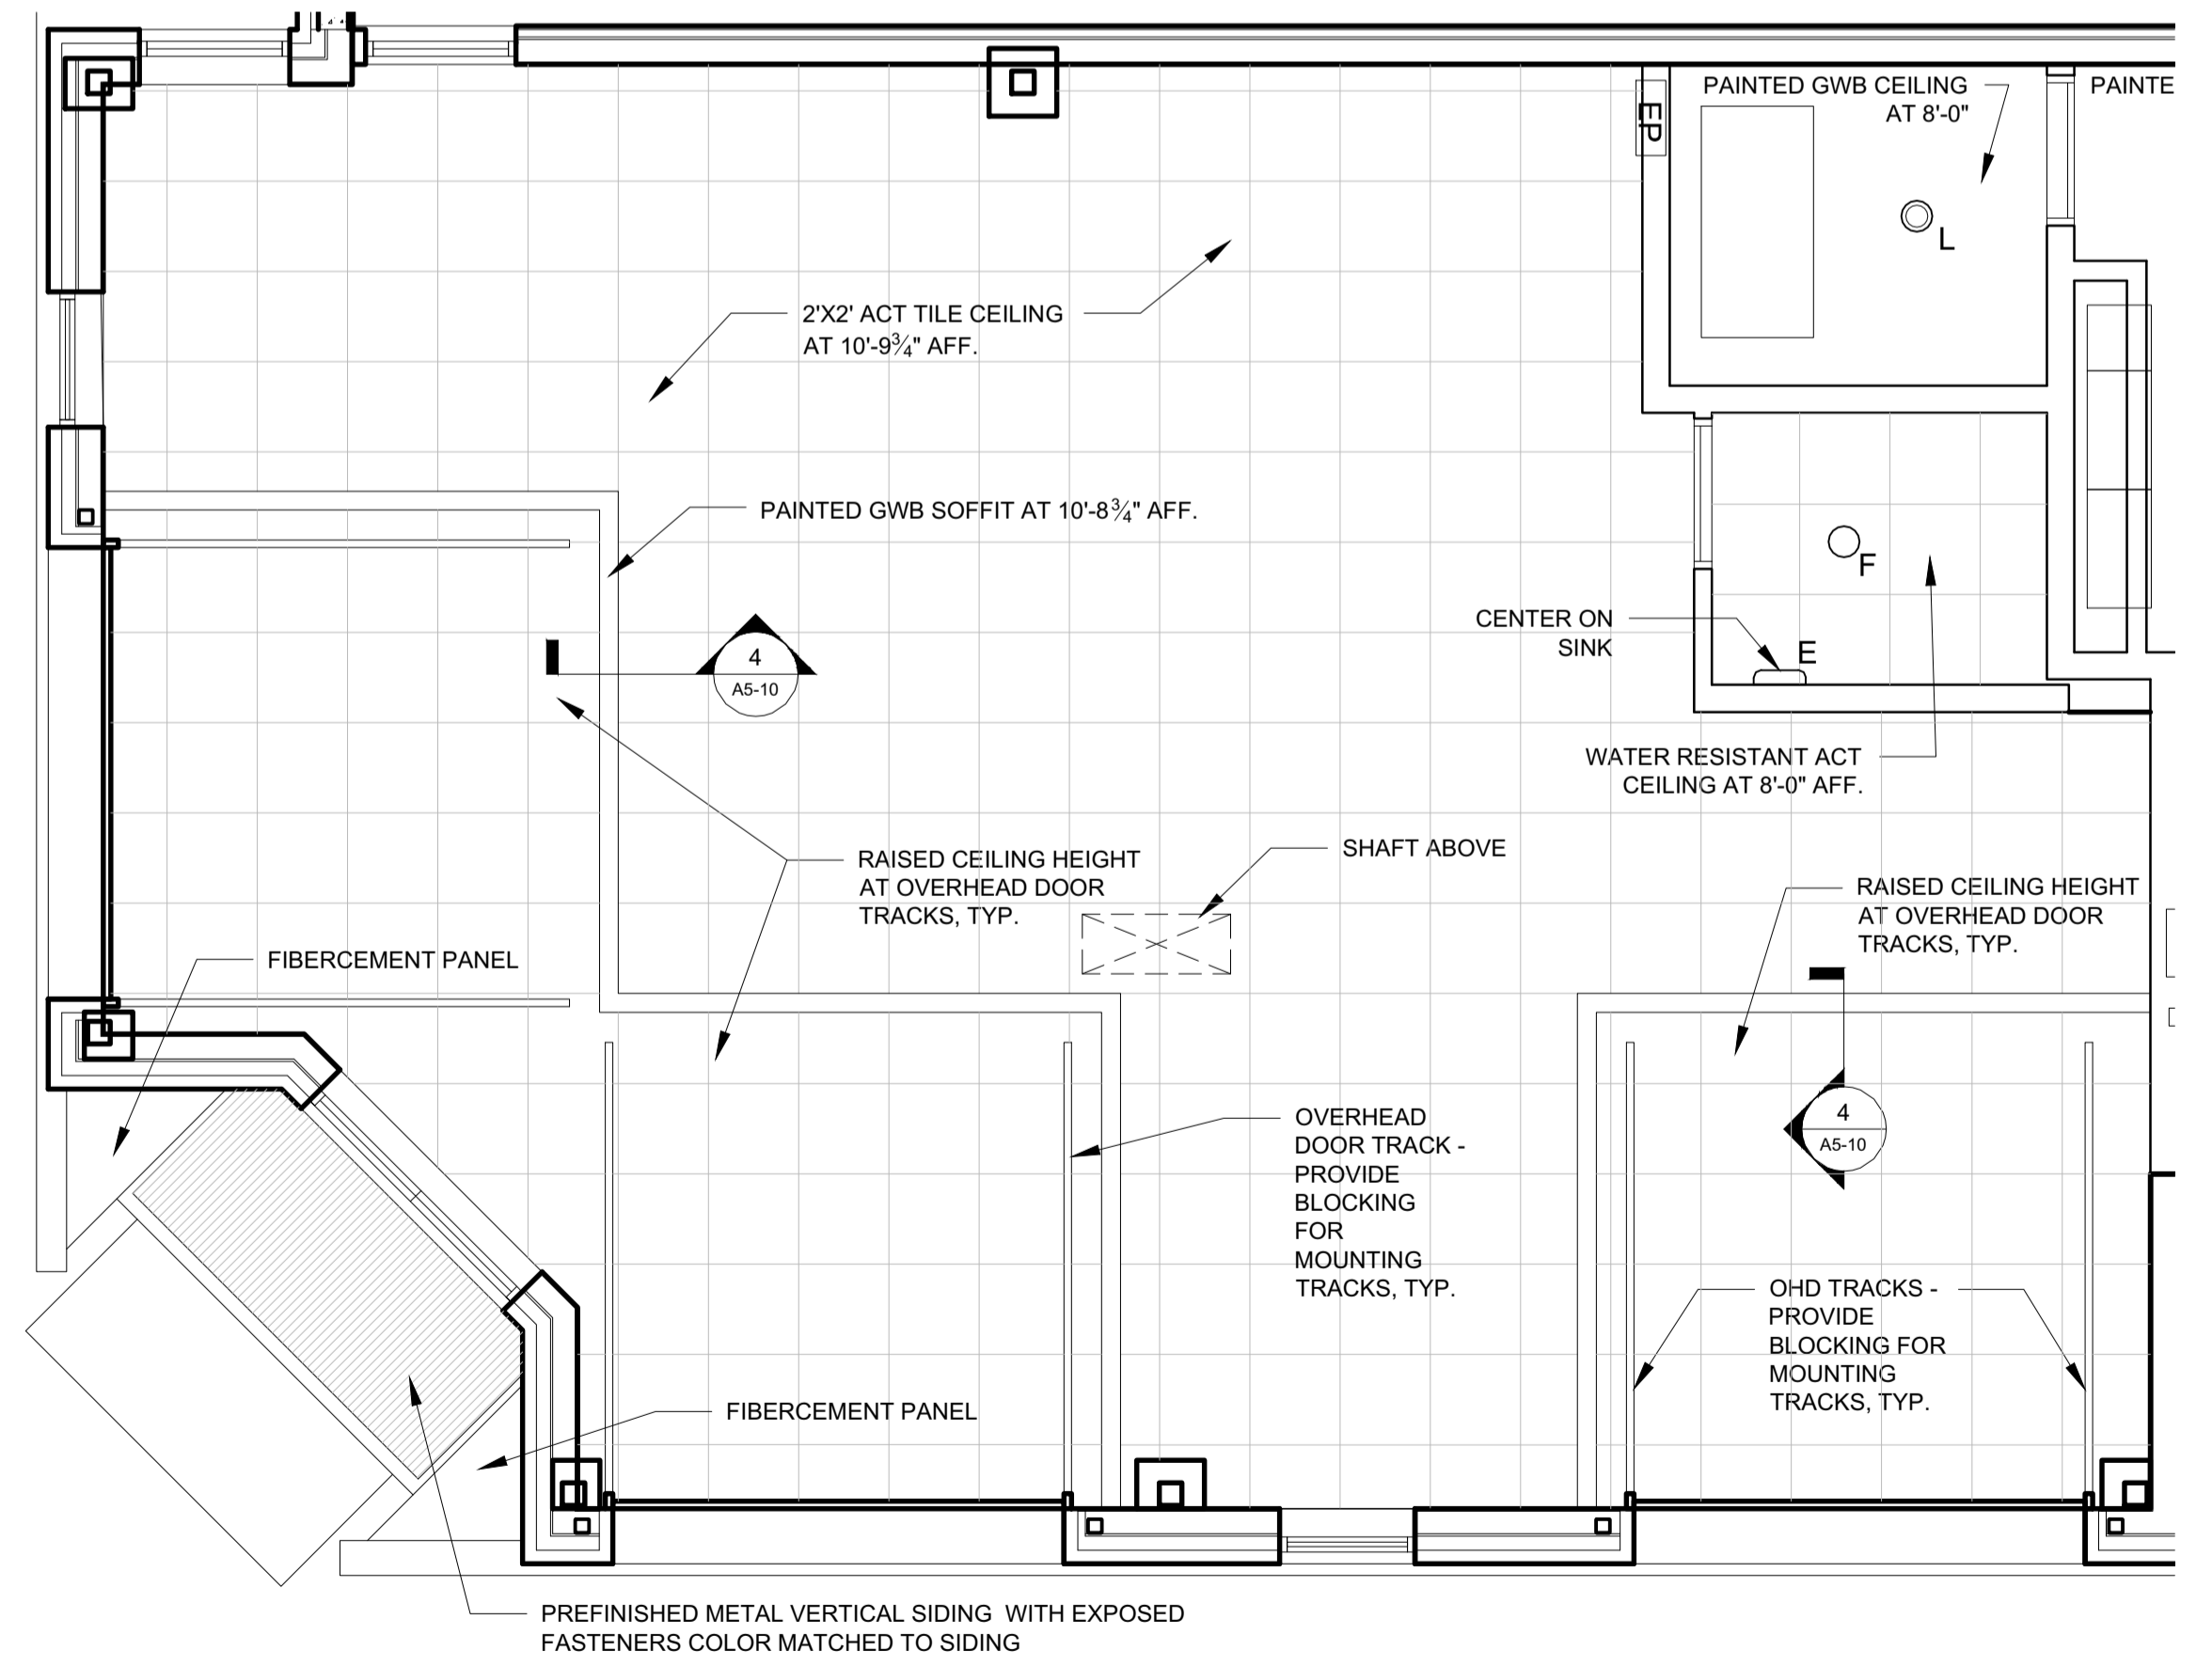 PAINTED GWB CEILING
AT 8'-0"
PAINTE
EP
L
2'X2' ACT TILE CEILING
AT 10'-9¾" AFF.
PAINTED GWB SOFFIT AT 10'-8¾" AFF.
F
CENTER ON
SINK
E
4
A5-10
WATER RESISTANT ACT
CEILING AT 8'-0" AFF.
RAISED CEILING HEIGHT
AT OVERHEAD DOOR
TRACKS, TYP.
SHAFT ABOVE
RAISED CEILING HEIGHT
AT OVERHEAD DOOR
TRACKS, TYP.
FIBERCEMENT PANEL
OVERHEAD
DOOR TRACK -
PROVIDE
BLOCKING
FOR
MOUNTING
TRACKS, TYP.
4
A5-10
OHD TRACKS -
PROVIDE
BLOCKING FOR
MOUNTING
TRACKS, TYP.
FIBERCEMENT PANEL
PREFINISHED METAL VERTICAL SIDING  WITH EXPOSED
FASTENERS COLOR MATCHED TO SIDING